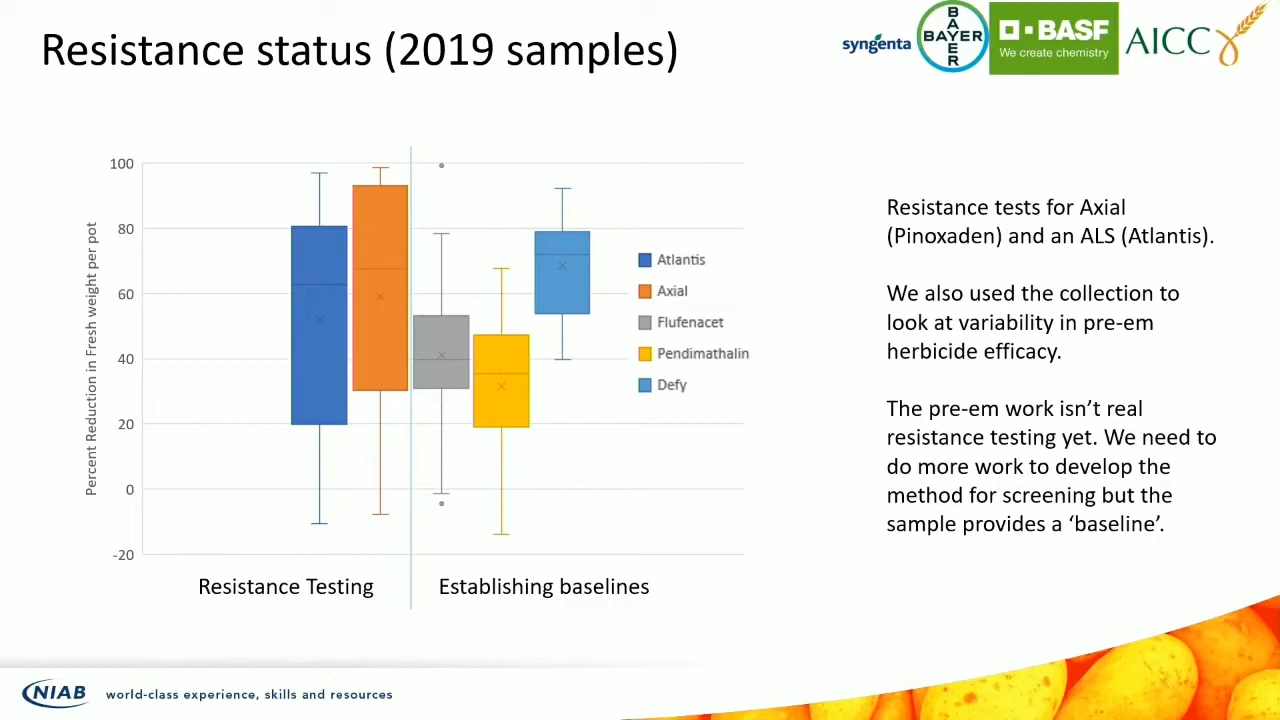 Resistance status (2019 samples)
syngenta
BAYER
BAYER
BASF
We create chemistry
AICC
Percent Reduction in Fresh weight per pot
100
80
60
40
20
0
-20
Atlantis
Axial
Flufenacet
Pendimathalin
Defy
Resistance Testing
Establishing baselines
Resistance tests for Axial
(Pinoxaden) and an ALS (Atlantis).
We also used the collection to
look at variability in pre-em
herbicide efficacy.
The pre-em work isn’t real
resistance testing yet. We need to
do more work to develop the
method for screening but the
sample provides a ‘baseline’.
NIAB
world-class experience, skills and resources